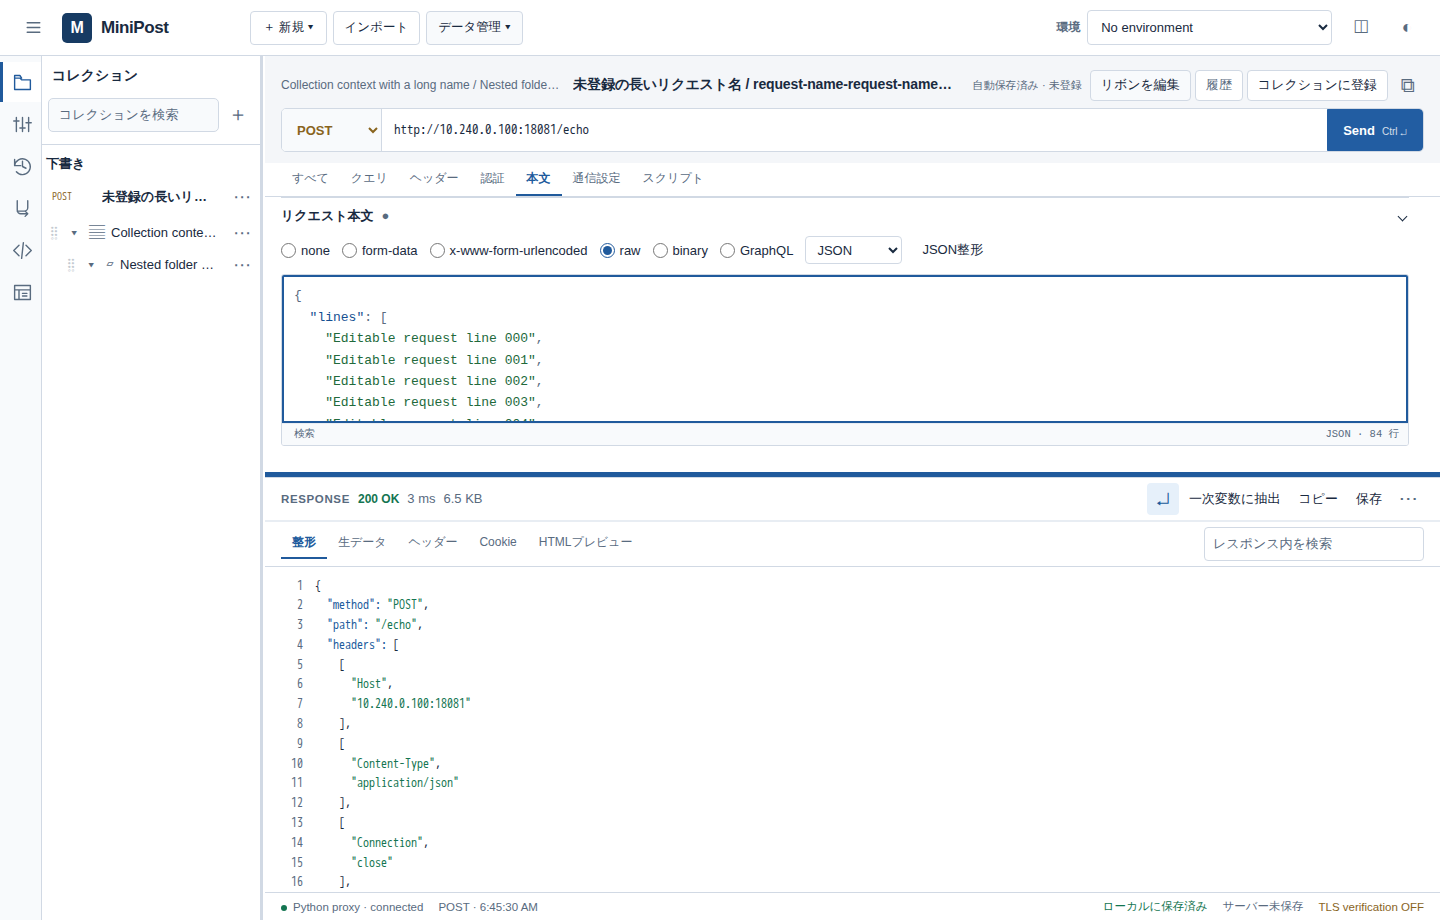 M MiniPost ＋ 新規 ▾ インポート データ管理 ▾ 環境 No environment
コレクション
コレクションを検索 ＋
下書き
POST 未登録の長いリ… ···
Collection conte… ···
Nested folder … ···
Collection context with a long name / Nested folde… 未登録の長いリクエスト名 / request-name-request-name… 自動保存済み · 未登録 リボンを編集 履歴 コレクションに登録
POST http://10.240.0.100:18081/echo Send Ctrl ↵
すべて クエリ ヘッダー 認証 本文 通信設定 スクリプト
リクエスト本文 ●
none form-data x-www-form-urlencoded raw binary GraphQL JSON JSON整形
{
"lines": [
"Editable request line 000",
"Editable request line 001",
"Editable request line 002",
"Editable request line 003",
検索 JSON · 84 行
RESPONSE 200 OK 3 ms 6.5 KB 一次変数に抽出 コピー 保存 ···
整形 生データ ヘッダー Cookie HTMLプレビュー レスポンス内を検索
1 {
2 "method": "POST",
3 "path": "/echo",
4 "headers": [
5 [
6 "Host",
7 "10.240.0.100:18081"
8 ],
9 [
10 "Content-Type",
11 "application/json"
12 ],
13 [
14 "Connection",
15 "close"
16 ],
Python proxy · connected POST · 6:45:30 AM ローカルに保存済み サーバー未保存 TLS verification OFF